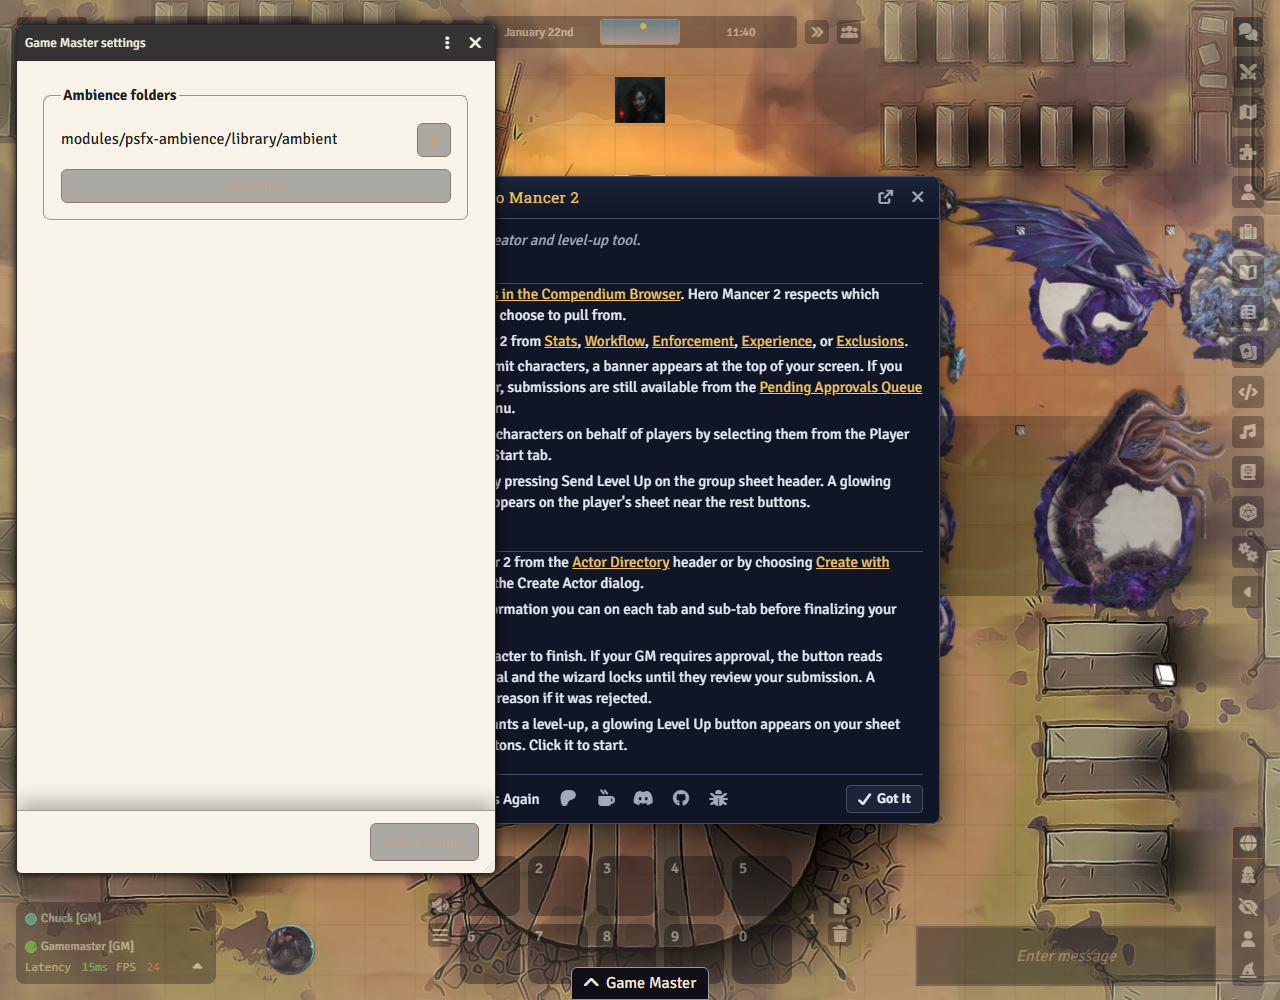 Game Master settings
January 22nd
11:40
Ambience folders
modules/psfx-ambience/library/ambient
o Mancer 2
eator and level-up tool.
s in the Compendium Browser. Hero Mancer 2 respects which
choose to pull from.
2 from Stats, Workflow, Enforcement, Experience, or Exclusions.
mit characters, a banner appears at the top of your screen. If you
r, submissions are still available from the Pending Approvals Queue
nu.
characters on behalf of players by selecting them from the Player
Start tab.
y pressing Send Level Up on the group sheet header. A glowing
ppears on the player's sheet near the rest buttons.
r 2 from the Actor Directory header or by choosing Create with
the Create Actor dialog.
ormation you can on each tab and sub-tab before finalizing your
acter to finish. If your GM requires approval, the button reads
al and the wizard locks until they review your submission. A
reason if it was rejected.
ants a level-up, a glowing Level Up button appears on your sheet
tons. Click it to start.
s Again
Got It
2 3 4 5
6 7 8 9 0
1
Chuck [GM]
Gamemaster [GM]
Latency 15ms FPS 24
Game Master
Enter message